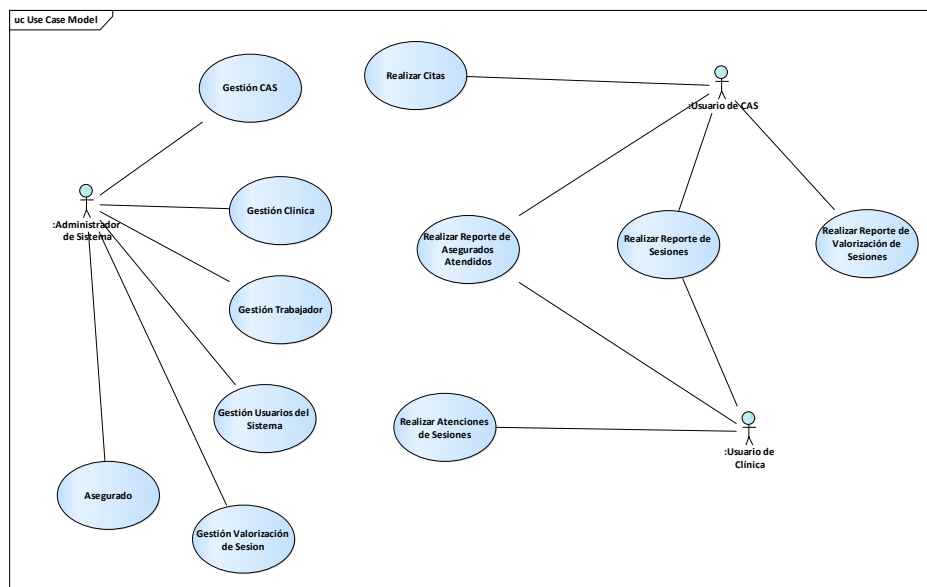 uc Use Case Model
Gestión CAS
Realizar Citas
:Usuario de CAS
:Administrador
de Sistema
Gestión Clinica
Realizar Reporte de
Asegurados
Atendidos
Realizar Reporte de
Sesiones
Realizar Reporte de
Valorización de
Sesiones
Gestión Trabajador
Gestión Usuarios del
Sistema
Realizar Atenciones
de Sesiones
:Usuario de
Clínica
Asegurado
Gestión Valorización
de Sesion